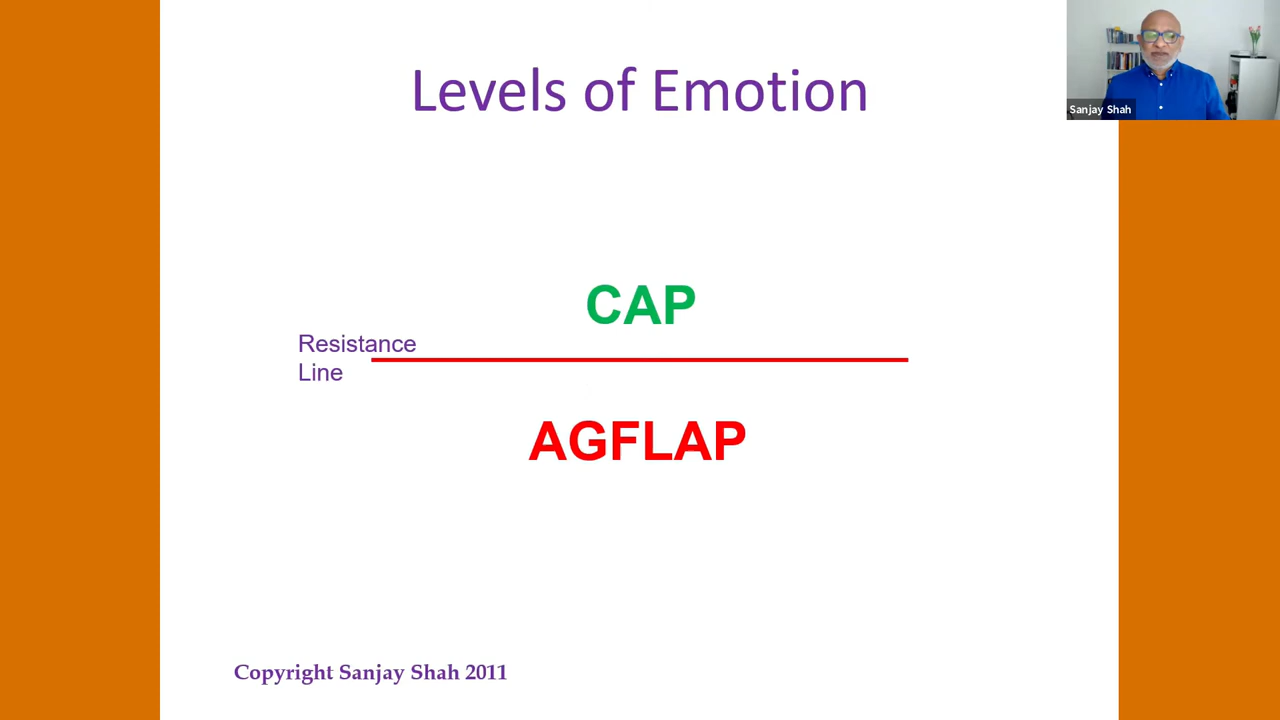 Levels of Emotion
Sanjay Shah
CAP
Resistance
Line
AGFLAP
Copyright Sanjay Shah 2011